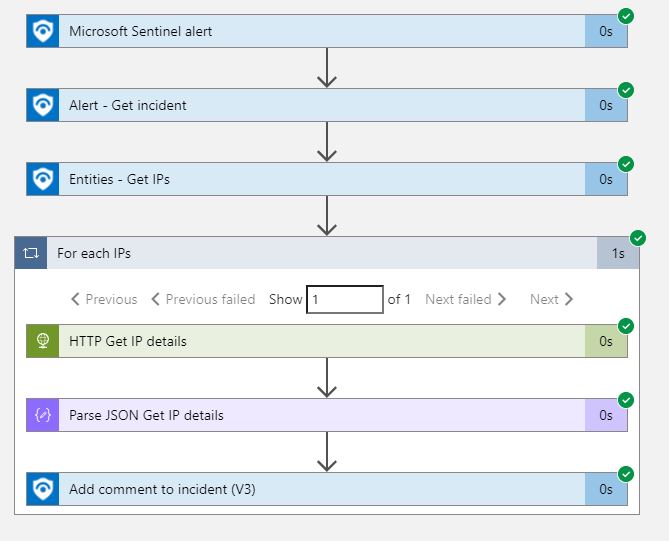 Microsoft Sentinel alert 0s
Alert - Get incident 0s
Entities - Get IPs 0s
For each IPs 1s
Previous Previous failed Show 1 of 1 Next failed Next
HTTP Get IP details 0s
Parse JSON Get IP details 0s
Add comment to incident (V3) 0s